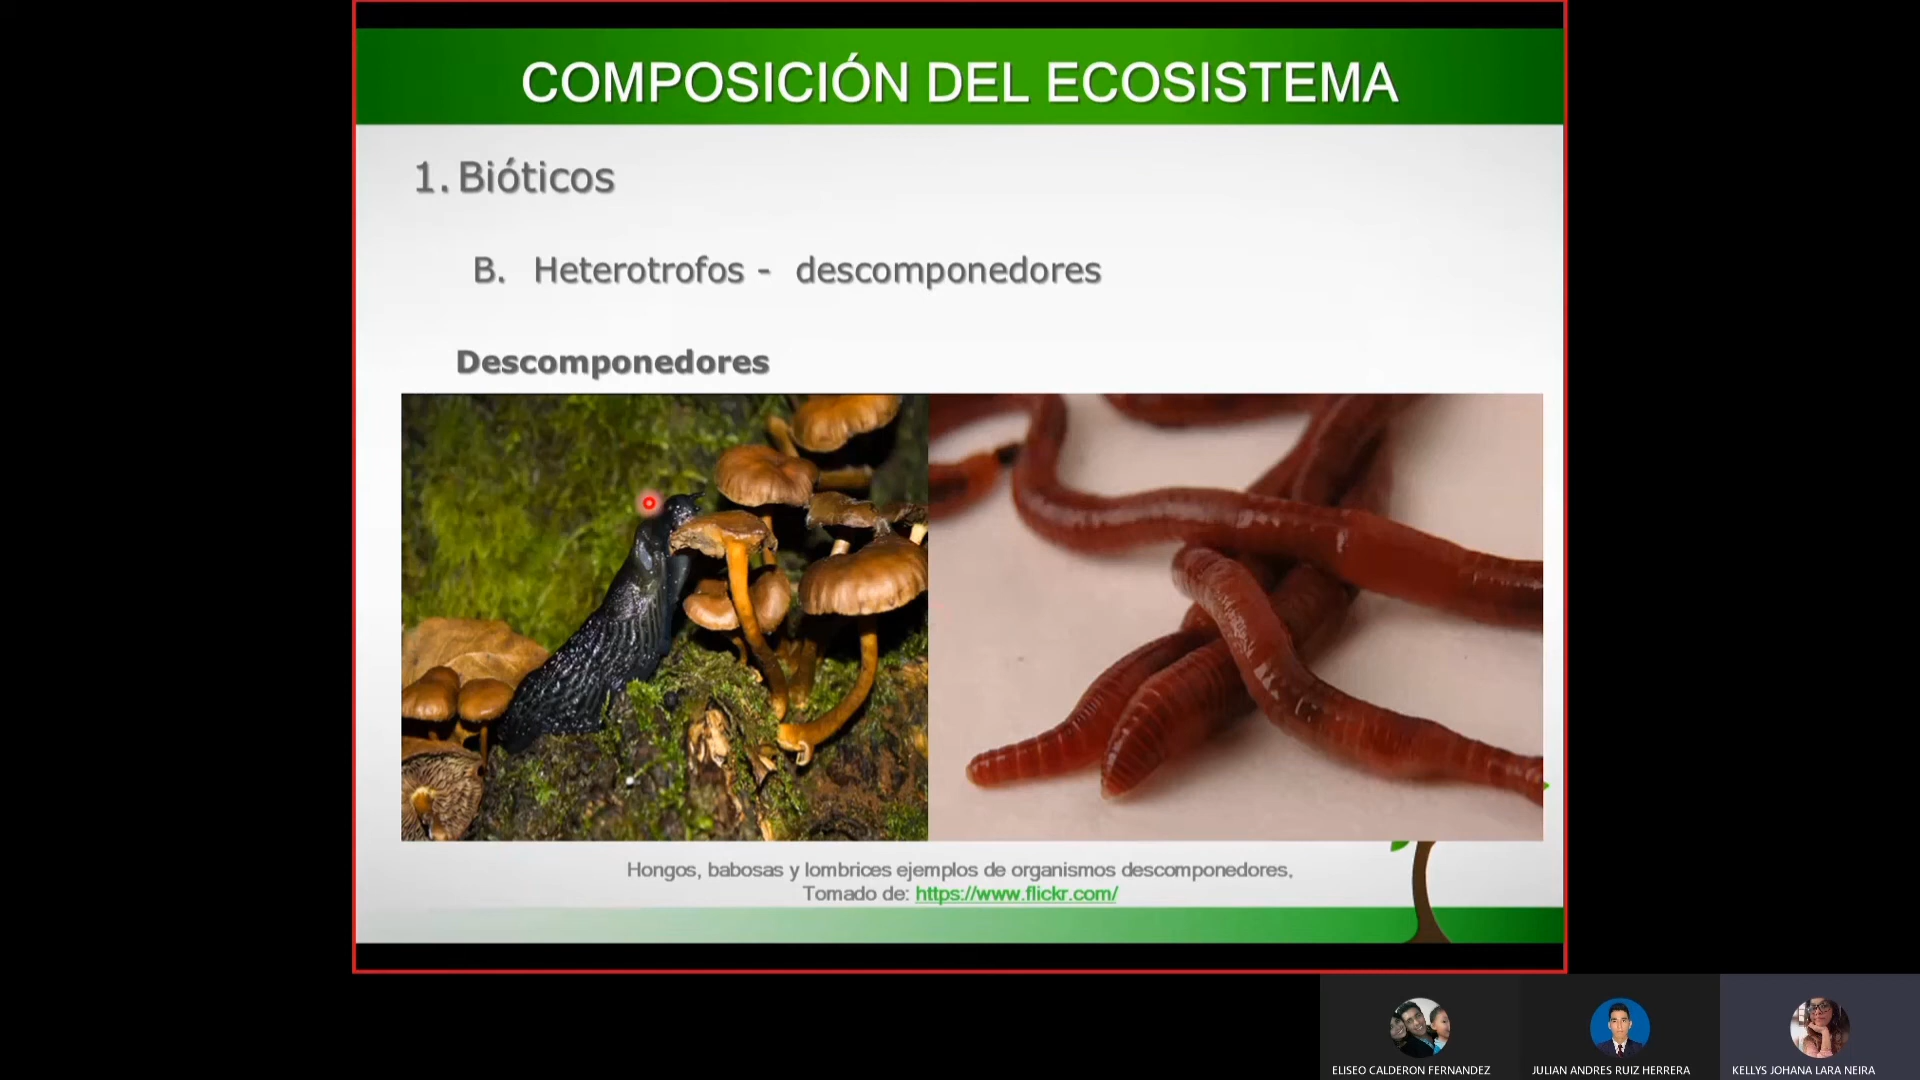 COMPOSICIÓN DEL ECOSISTEMA
1. Bióticos
B. Heterotrofos - descomponedores
Descomponedores
Hongos, babosas y lombrices ejemplos de organismos descomponedores,
Tomado de: https://www.flickr.com/
ELISEO CALDERON FERNANDEZ
JULIAN ANDRES RUIZ HERRERA
KELLYS JOHANA LARA NEIRA